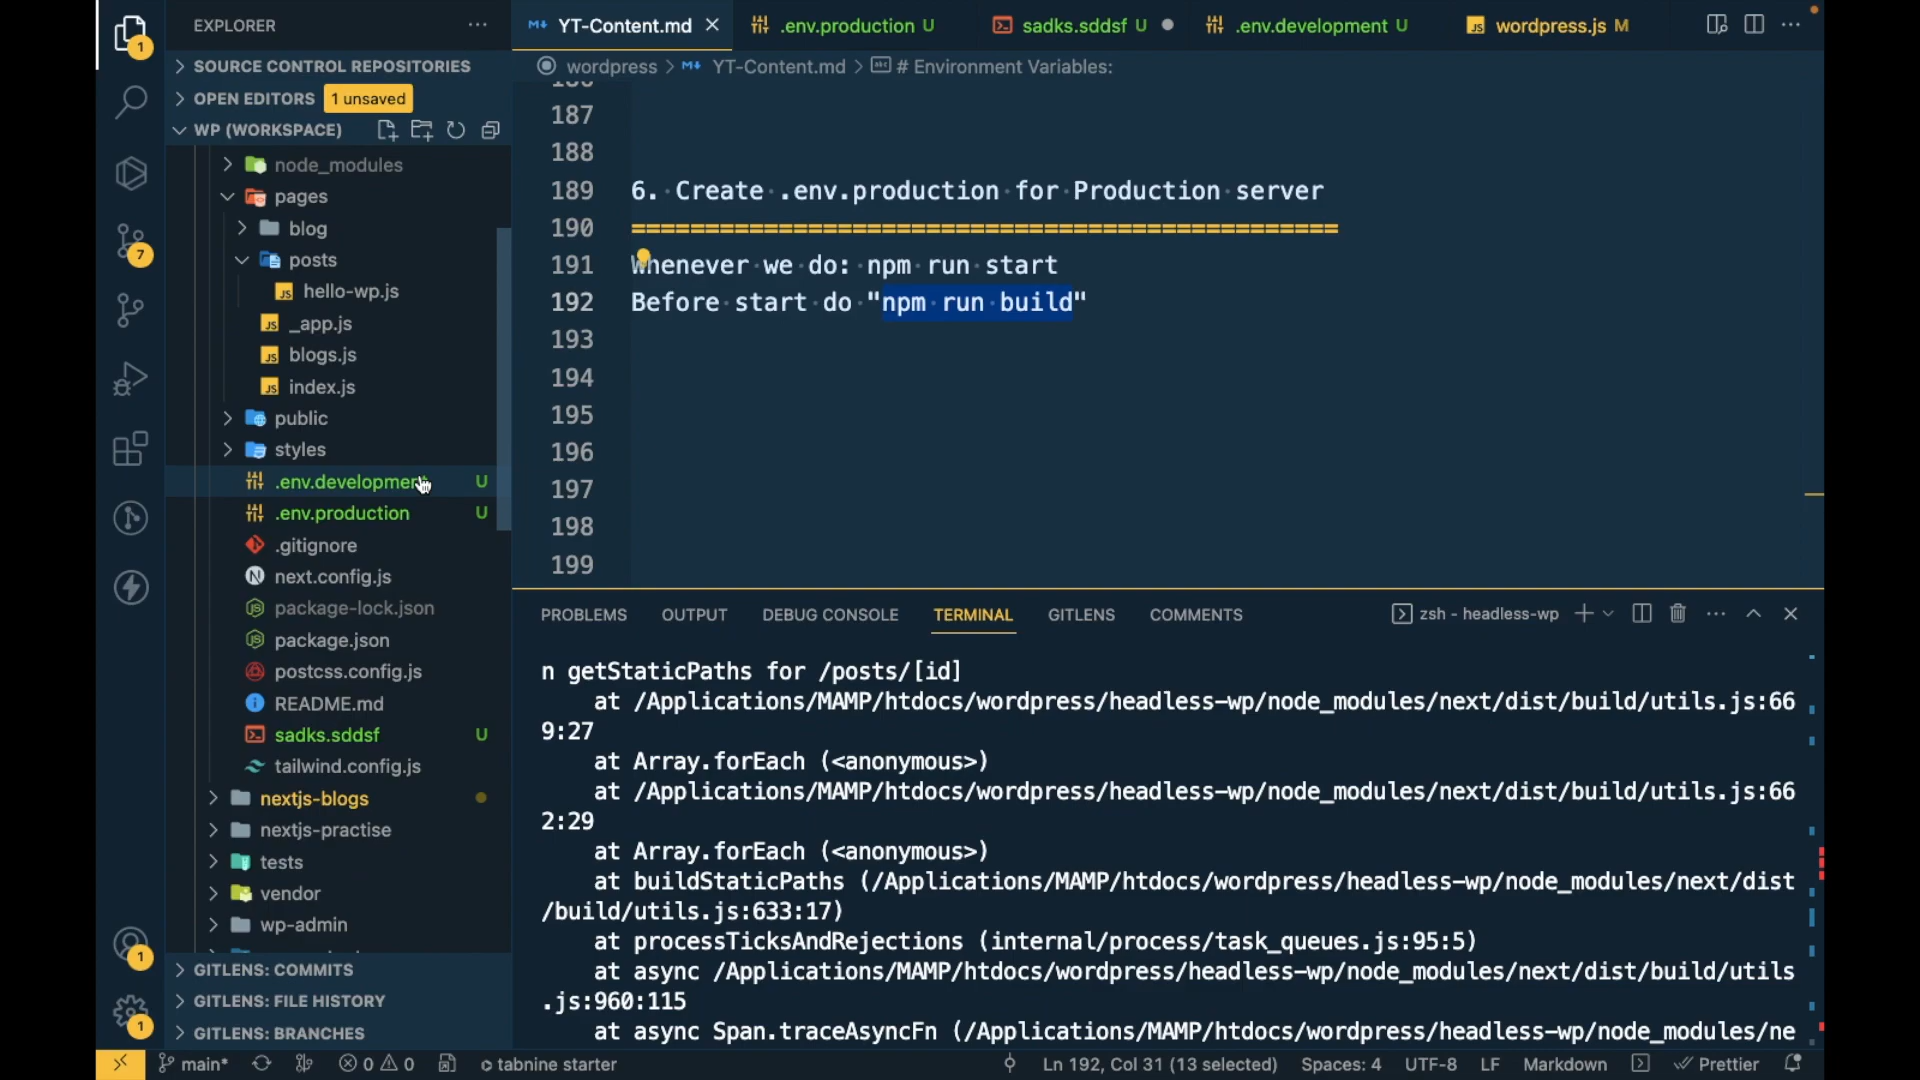 EXPLORER
YT-Content.md
.env.production U
sadks.sddsf U
.env.development U
wordpress.js M
1
SOURCE CONTROL REPOSITORIES
wordpress > YT-Content.md > # Environment Variables:
OPEN EDITORS 1 unsaved
WP (WORKSPACE)
node_modules
pages
blog
posts
hello-wp.js
_app.js
blogs.js
index.js
public
styles
.env.development U
.env.production U
.gitignore
next.config.js
package-lock.json
package.json
postcss.config.js
README.md
sadks.sddsf U
tailwind.config.js
nextjs-blogs
nextjs-practise
tests
vendor
wp-admin
GITLENS: COMMITS
GITLENS: FILE HISTORY
GITLENS: BRANCHES
7
1
1
187
188
189 6. Create .env.production for Production server
190 ================================================
191 Whenever we do: npm run start
192 Before start do "npm run build"
193
194
195
196
197
198
199
PROBLEMS OUTPUT DEBUG CONSOLE TERMINAL GITLENS COMMENTS zsh - headless-wp
n getStaticPaths for /posts/[id]
at /Applications/MAMP/htdocs/wordpress/headless-wp/node_modules/next/dist/build/utils.js:66
9:27
at Array.forEach (<anonymous>)
at /Applications/MAMP/htdocs/wordpress/headless-wp/node_modules/next/dist/build/utils.js:66
2:29
at Array.forEach (<anonymous>)
at buildStaticPaths (/Applications/MAMP/htdocs/wordpress/headless-wp/node_modules/next/dist
/build/utils.js:633:17)
at processTicksAndRejections (internal/process/task_queues.js:95:5)
at async /Applications/MAMP/htdocs/wordpress/headless-wp/node_modules/next/dist/build/utils
.js:960:115
at async Span.traceAsyncFn (/Applications/MAMP/htdocs/wordpress/headless-wp/node_modules/ne
main* 0 0 tabnine starter Ln 192, Col 31 (13 selected) Spaces: 4 UTF-8 LF Markdown Prettier